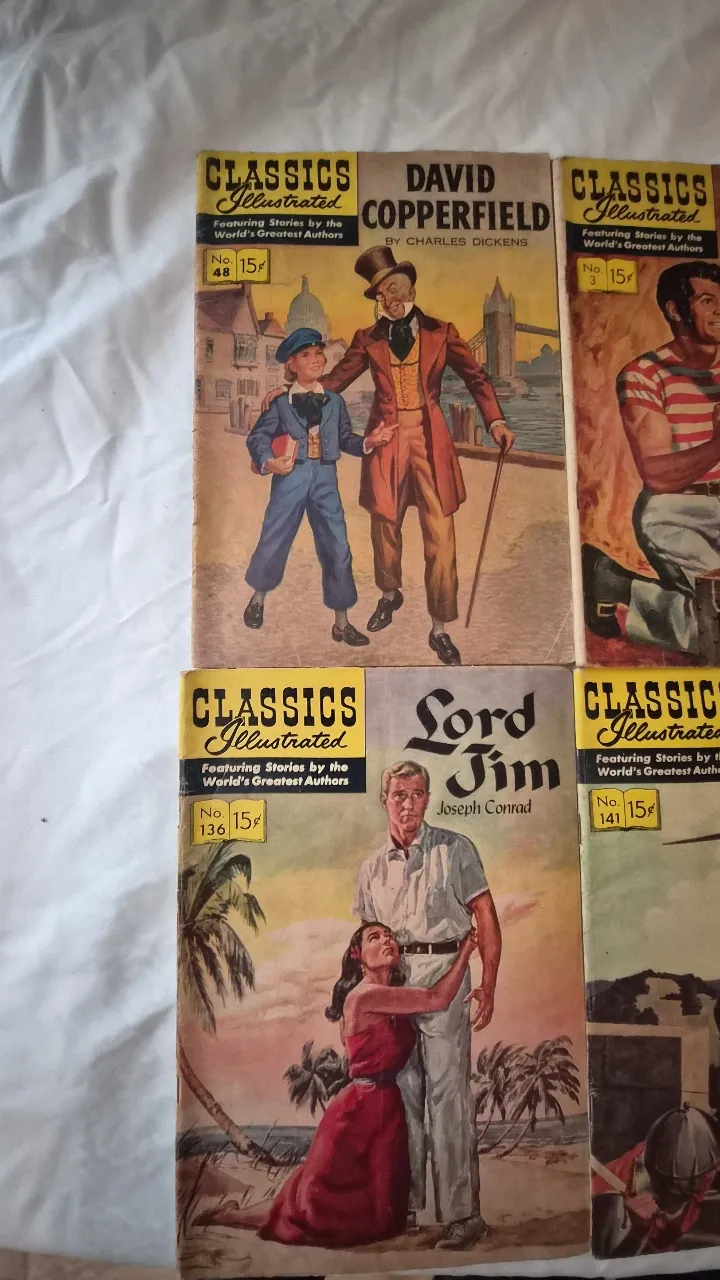 CLASSICS
Illustrated
Featuring Stories by the
World's Greatest Authors
No.
48
15¢
DAVID
COPPERFIELD
BY CHARLES DICKENS
CLASSICS
Illustrated
Featuring Stories by the
World's Greatest Authors
No.
3
15¢
CLASSICS
Illustrated
Featuring Stories by the
World's Greatest Authors
No.
136
15¢
Lord
Jim
Joseph Conrad
CLASSIC
Illustrated
Featuring Stories by
World's Greatest Auth
No.
141
15¢